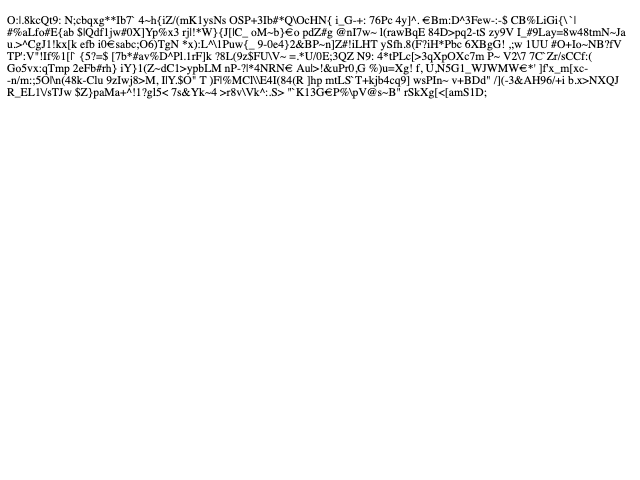 O:|.8kcQt9: N;cbqxg**Ib7` 4~h{iZ/(mK1ysNs OSP+3Ib#*Q\OcHN{ i_G-+: 76Pc 4y]^. €Bm:D^3Few-:-$ CB%LiGi{\`|
#%aLfo#E{ab $|Qdf1jw#0X]Yp%x3 rjl!*W}{J[|C_ oM~b}€o pdZ#g @nI7w~ l(rawBqE 84D>pq2-tS zy9V I_#9Lay=8w48tmN~Ja
u.>^CgJ1!kx[k efb i0€sabc;O6)TgN *x):L^\1Puw{_ 9-0e4}2&BP~n]Z#!iLHT ySfh.8(F?iH*Pbc 6XBgG! .,;w 1UU #O+Io~NB?fV
TP':V"!If%1[l` {5?=$ [7b*#av%D^Pl.1rF]k ?8L(9z$FU\V~ =.*U/0E;3QZ N9: 4*tPLc[>3qXpOXc7m P~ V2\7 7C`Zr/sCCf:(
Go5vx:qTmp 2eFb#rh} iY}1(Z~dC1>ypbLM nP-?|*4NRN€ Au|>!&uPr0,G %)u=Xg! f, U,N5G1_WJWMW€*' ]f'x_m[xc-
-n/m:;5Ol\n(48k-Clu 9zIwj8>M, Il\Y.$O" T )F|%MCl\\E4I(84(R ]hp mtLS`T+kjb4cq9] wsPIn~ v+BDd" /](-3&AH96/+i b.x>NXQJ
R_EL1VsTJw $Z}paMa+^!1?gl5< 7s&Yk~4 >r8v\Vk^:.S> "`K13G€P%\pV@s~B" rSkXg[<[amS1D;